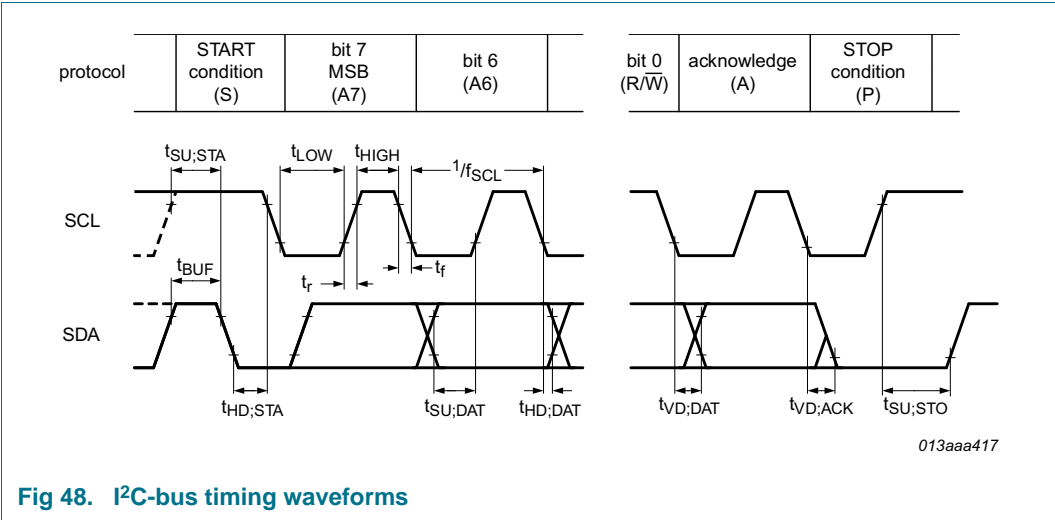 protocol
START
condition
(S)
bit 7
MSB
(A7)
bit 6
(A6)
bit 0
(R/W̅)
acknowledge
(A)
STOP
condition
(P)
tSU;STA
tLOW
tHIGH
1/fSCL
SCL
tBUF
tr
tf
SDA
tHD;STA
tSU;DAT
tHD;DAT
tVD;DAT
tVD;ACK
tSU;STO
013aaa417
Fig 48. I²C-bus timing waveforms